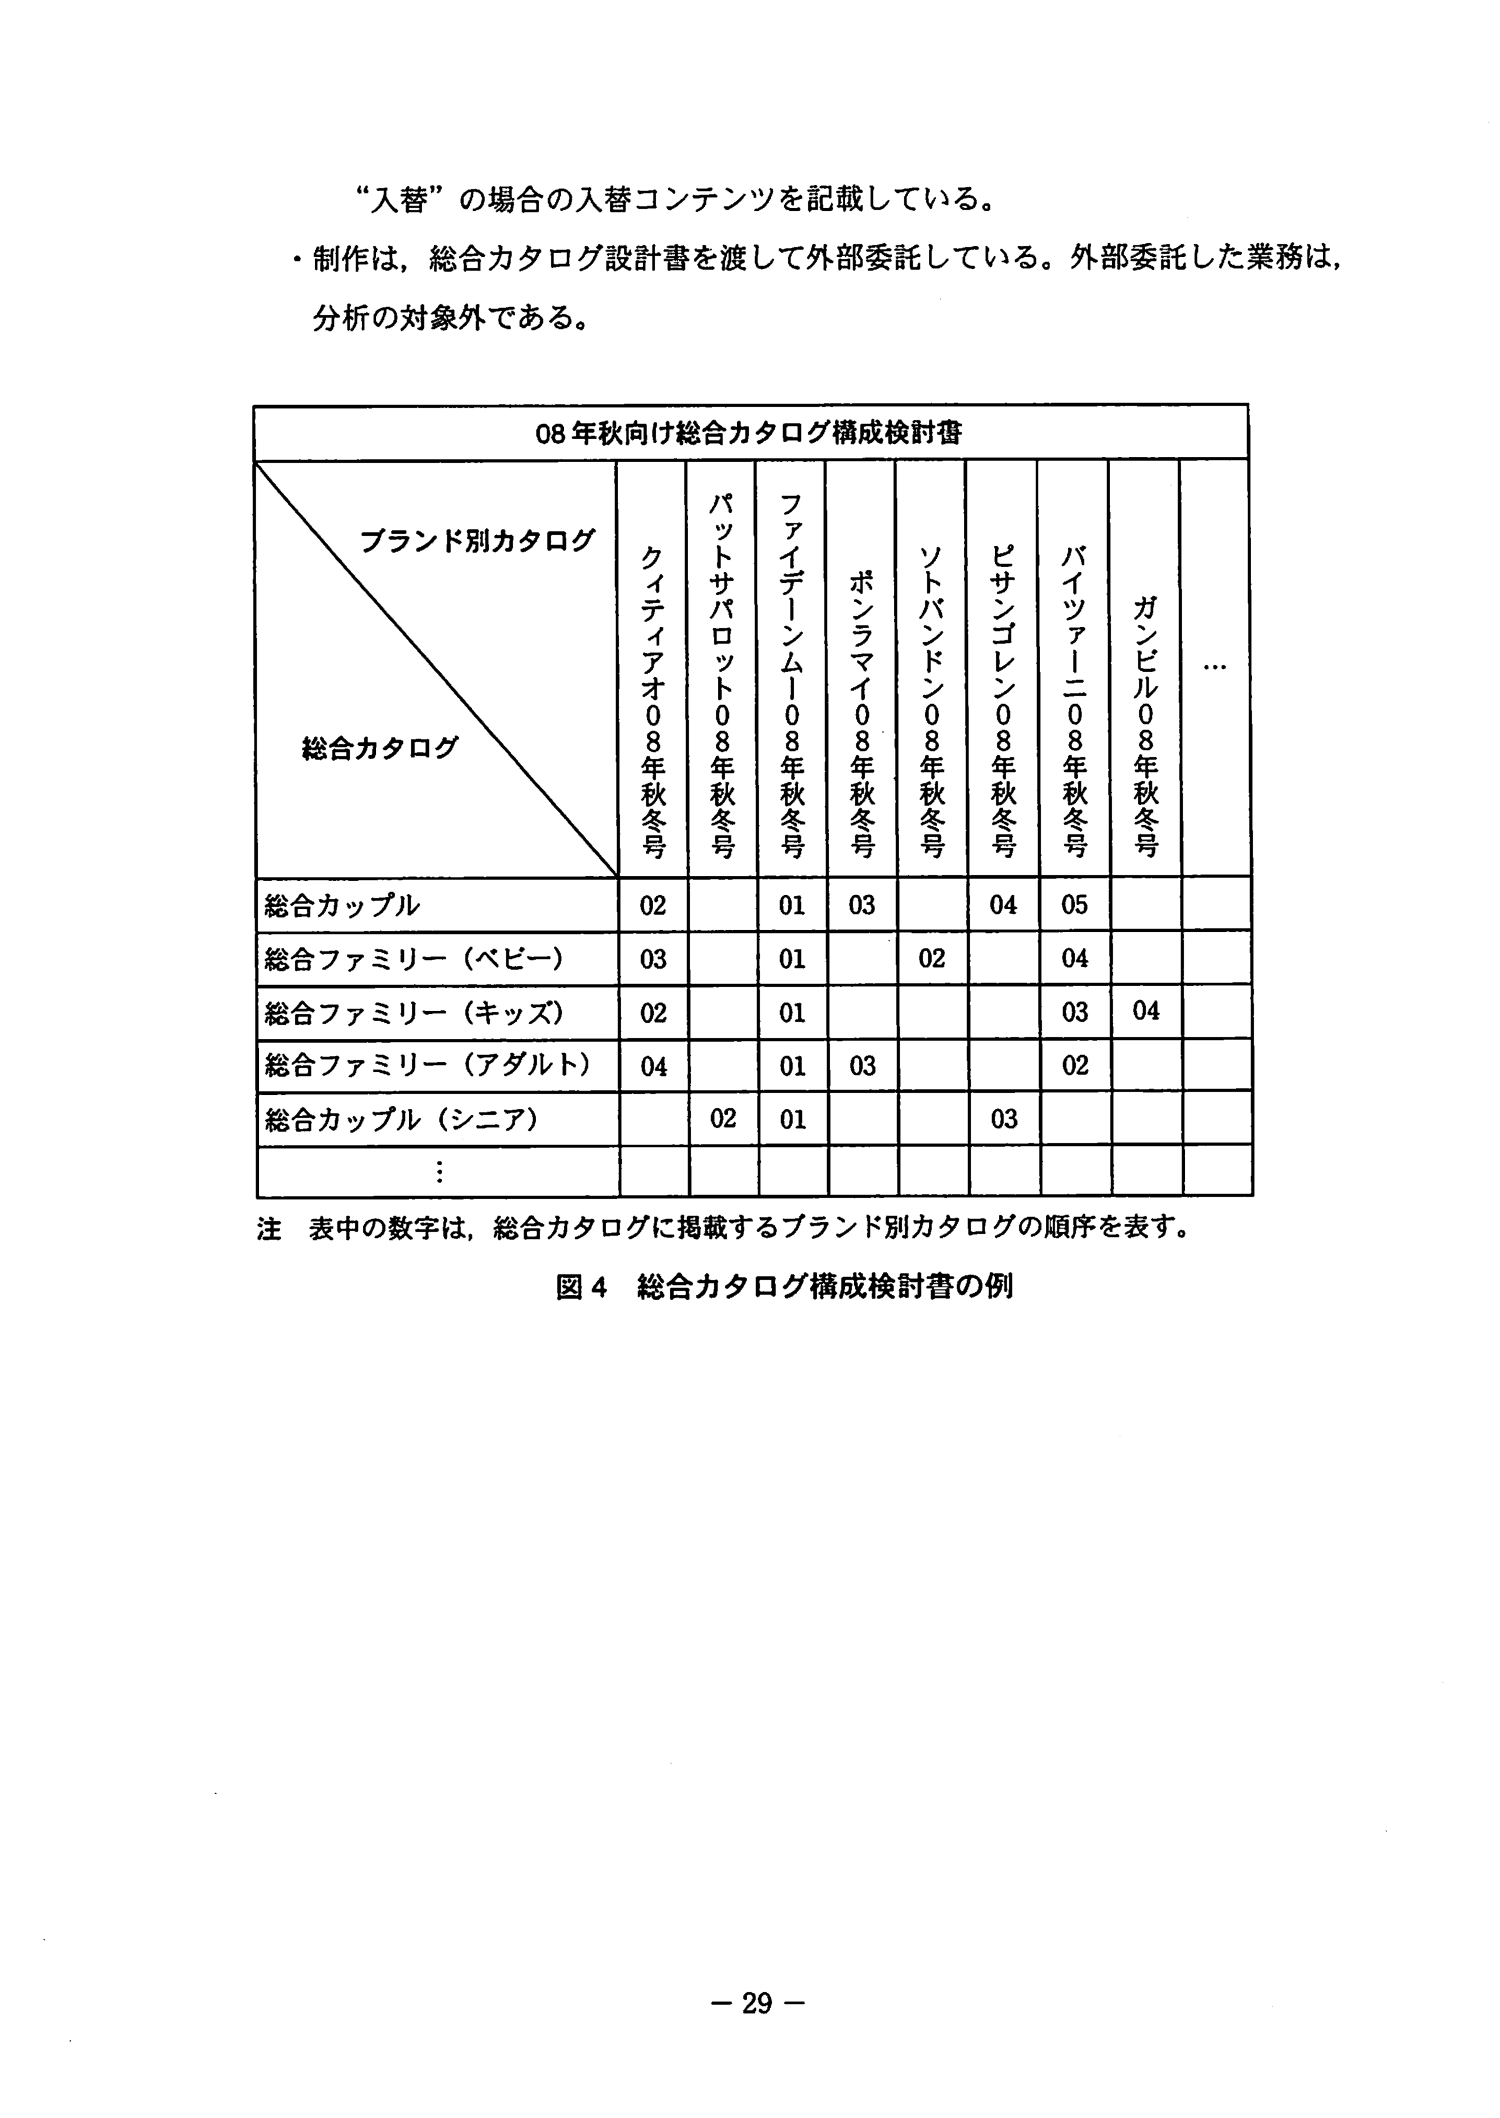 “入替” の場合の入替コンテンツを記載している。
・制作は，総合カタログ設計書を渡して外部委託している。外部委託した業務は，
分析の対象外である。
08年秋向け総合カタログ構成検討書
ブランド別カタログ
総合カタログ
クィティアオ08年秋冬号
パットサパロット08年秋冬号
ファイデーンムー08年秋冬号
ボンラマイ08年秋冬号
ソトバンドン08年秋冬号
ピサンゴレン08年秋冬号
バイツァーニ08年秋冬号
ガンビル08年秋冬号
…
総合カップル 02 01 03 04 05
総合ファミリー（ベビー） 03 01 02 04
総合ファミリー（キッズ） 02 01 03 04
総合ファミリー（アダルト） 04 01 03 02
総合カップル（シニア） 02 01 03
⋮
注　表中の数字は，総合カタログに掲載するブランド別カタログの順序を表す。
図4　総合カタログ構成検討書の例
－ 29 －